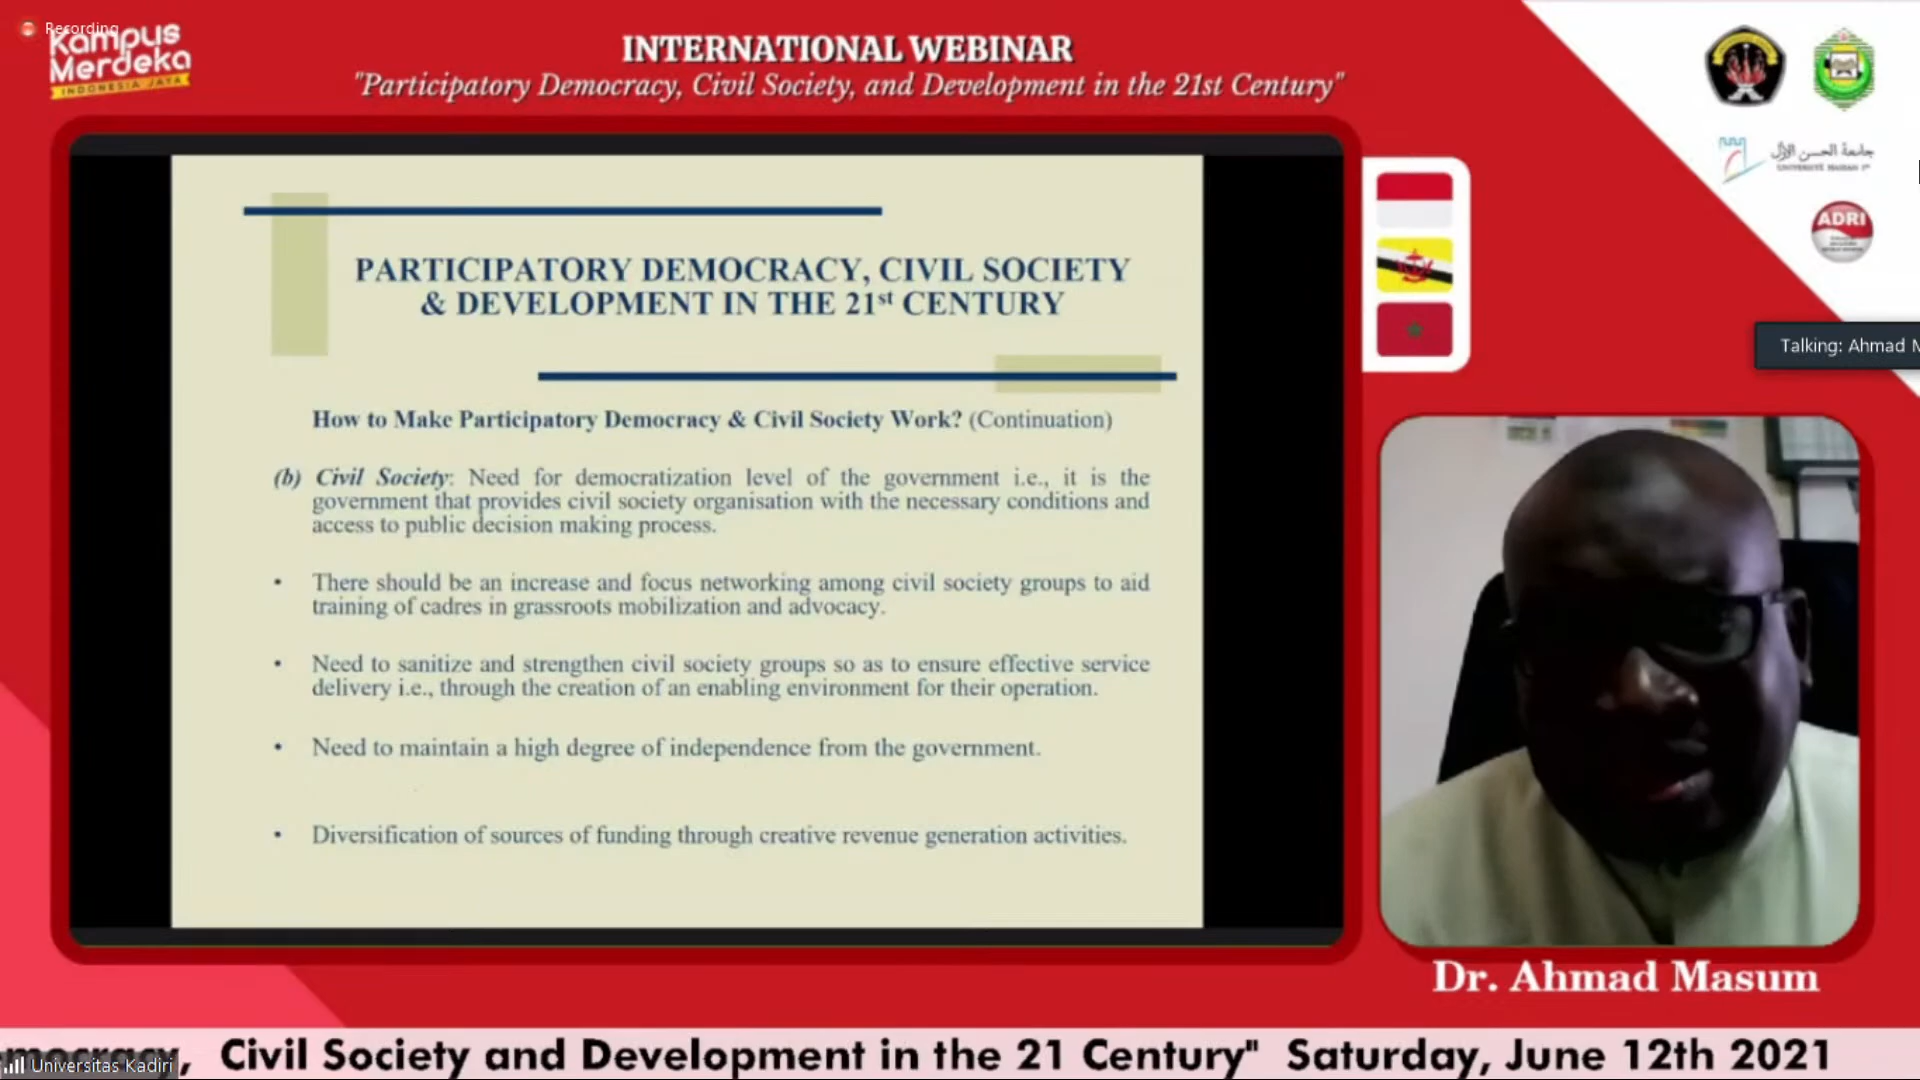 Recording
Kampus
Merdeka
INDONESIA JAYA
INTERNATIONAL WEBINAR
"Participatory Democracy, Civil Society, and Development in the 21st Century"
جامعة الحسن الأول
UNIVERSITÉ HASSAN 1er
ADRI
Talking: Ahmad M
PARTICIPATORY DEMOCRACY, CIVIL SOCIETY
& DEVELOPMENT IN THE 21st CENTURY
How to Make Participatory Democracy & Civil Society Work? (Continuation)
(b) Civil Society: Need for democratization level of the government i.e., it is the
government that provides civil society organisation with the necessary conditions and
access to public decision making process.
• There should be an increase and focus networking among civil society groups to aid
training of cadres in grassroots mobilization and advocacy.
• Need to sanitize and strengthen civil society groups so as to ensure effective service
delivery i.e., through the creation of an enabling environment for their operation.
• Need to maintain a high degree of independence from the government.
• Diversification of sources of funding through creative revenue generation activities.
Dr. Ahmad Masum
mocracy, Civil Society and Development in the 21 Century" Saturday, June 12th 2021
Universitas Kadiri